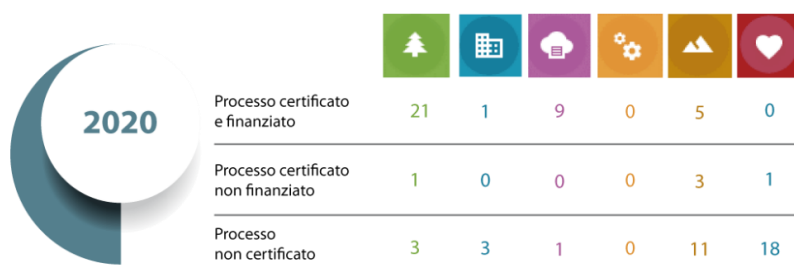 2020
Processo certificato
e finanziato
21 1 9 0 5 0
Processo certificato
non finanziato
1 0 0 0 3 1
Processo
non certificato
3 3 1 0 11 18